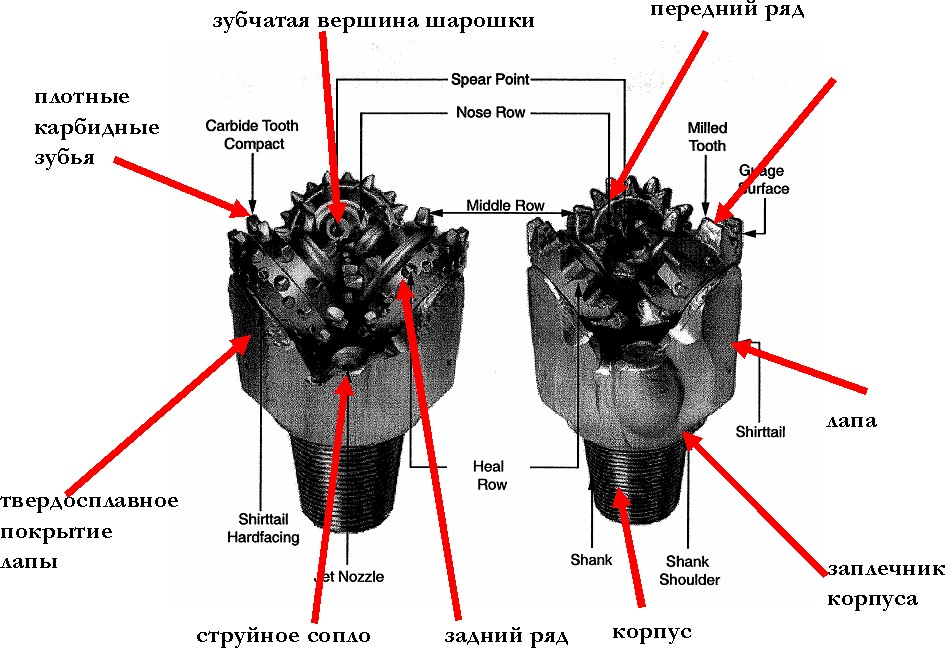 зубчатая вершина шарошки
передний ряд
плотные
карбидные
зубья
Spear Point
Nose Row
Carbide Tooth
Compact
Milled
Tooth
Guage
Surface
Middle Row
лапа
Shirttail
Heal
Row
твердосплавное
покрытие
лапы
Shirttail
Hardfacing
Jet Nozzle
Shank
Shank
Shoulder
заплечник
корпуса
струйное сопло
задний ряд
корпус